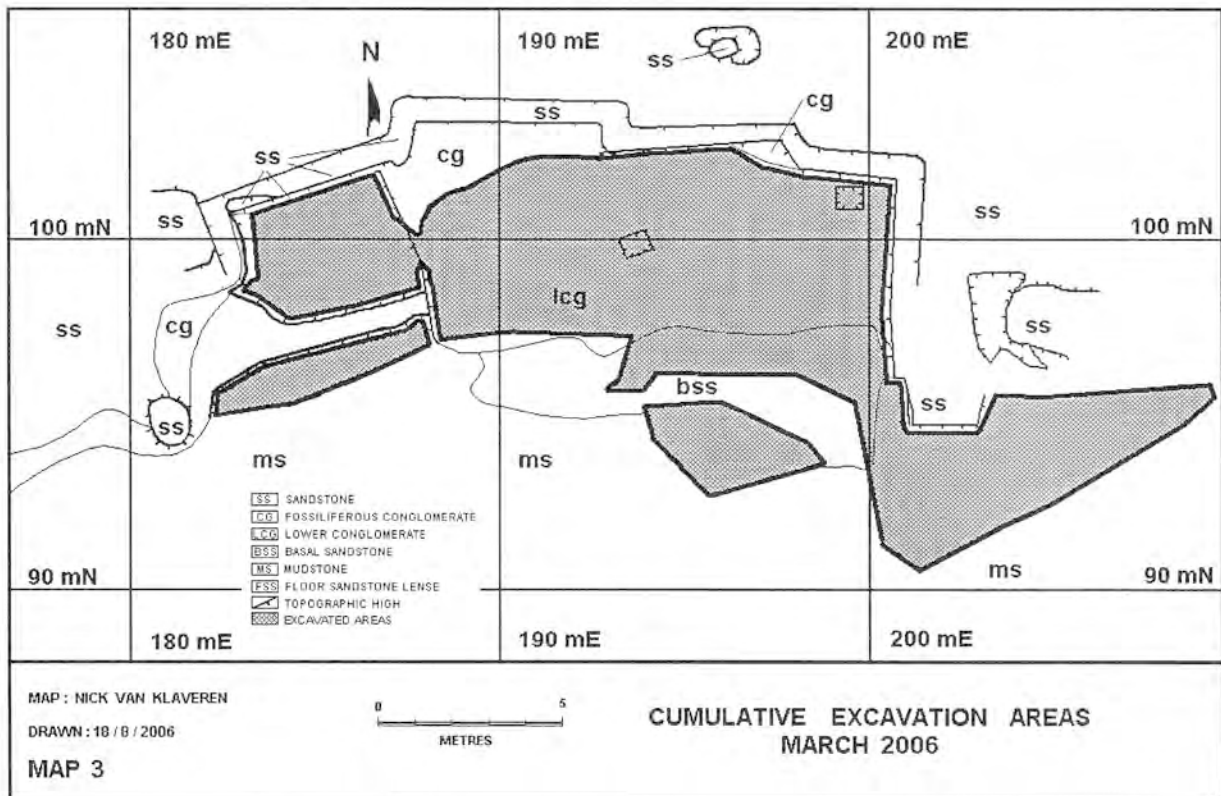 180 mE
190 mE
200 mE
N
ss
cg
ss
cg
ss
ss
ss
100 mN
100 mN
lcg
cg
ss
ss
bss
ss
ss
ms
ms
ms
SS SANDSTONE
CG FOSSILIFEROUS CONGLOMERATE
LCG LOWER CONGLOMERATE
BSS BASAL SANDSTONE
MS MUDSTONE
FSS FLOOR SANDSTONE LENSE
TOPOGRAPHIC HIGH
EXCAVATED AREAS
90 mN
90 mN
180 mE
190 mE
200 mE
MAP : NICK VAN KLAVEREN
DRAWN : 18 / 8 / 2006
MAP 3
0 5
METRES
CUMULATIVE EXCAVATION AREAS
MARCH 2006